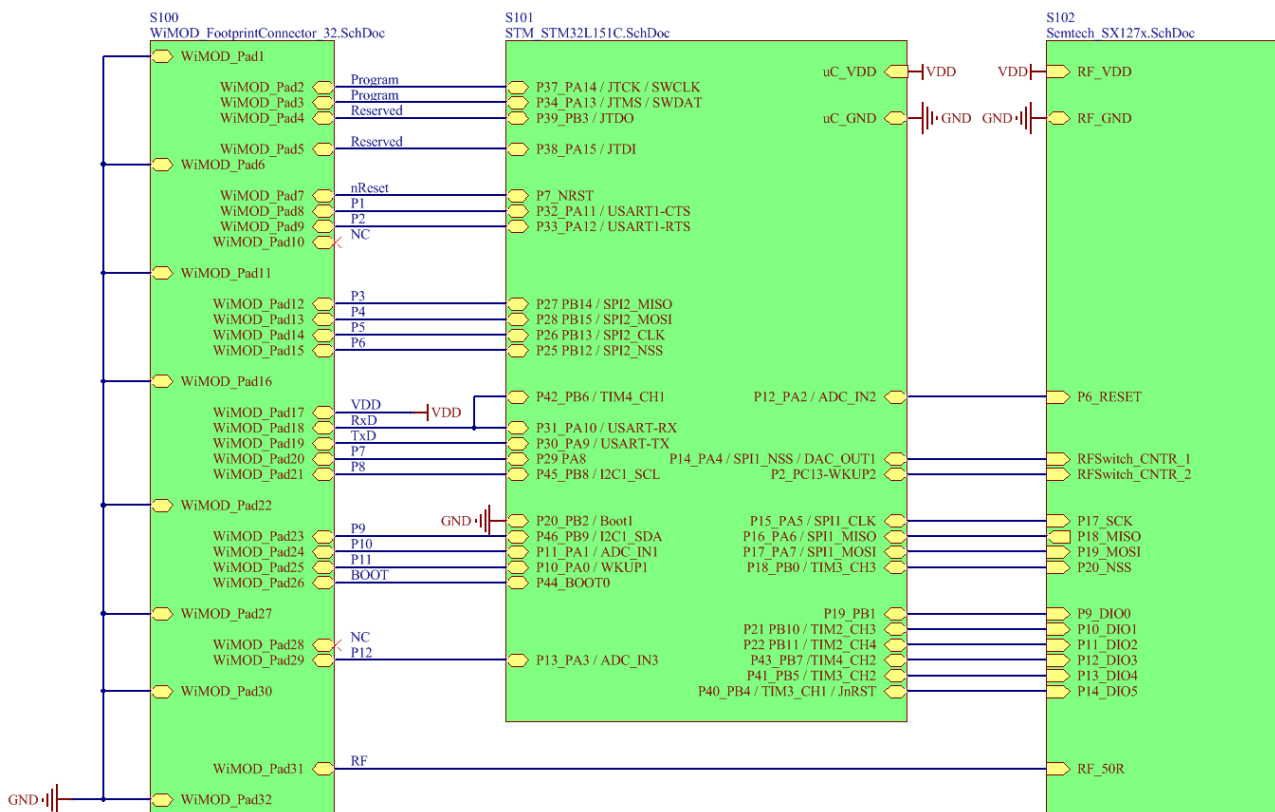 S100
WiMOD_FootprintConnector_32.SchDoc
S101
STM_STM32L151C.SchDoc
S102
Semtech_SX127x.SchDoc
WiMOD_Pad1
uC_VDD VDD VDD RF_VDD
WiMOD_Pad2 Program P37_PA14 / JTCK / SWCLK
WiMOD_Pad3 Program P34_PA13 / JTMS / SWDAT
WiMOD_Pad4 Reserved P39_PB3 / JTDO uC_GND GND GND RF_GND
WiMOD_Pad5 Reserved P38_PA15 / JTDI
WiMOD_Pad6
WiMOD_Pad7 nReset P7_NRST
WiMOD_Pad8 P1 P32_PA11 / USART1-CTS
WiMOD_Pad9 P2 P33_PA12 / USART1-RTS
WiMOD_Pad10 NC
WiMOD_Pad11
WiMOD_Pad12 P3 P27 PB14 / SPI2_MISO
WiMOD_Pad13 P4 P28 PB15 / SPI2_MOSI
WiMOD_Pad14 P5 P26 PB13 / SPI2_CLK
WiMOD_Pad15 P6 P25 PB12 / SPI2_NSS
WiMOD_Pad16
P42_PB6 / TIM4_CH1 P12_PA2 / ADC_IN2 P6_RESET
WiMOD_Pad17 VDD VDD
WiMOD_Pad18 RxD P31_PA10 / USART-RX
WiMOD_Pad19 TxD P30_PA9 / USART-TX
WiMOD_Pad20 P7 P29 PA8 P14_PA4 / SPI1_NSS / DAC_OUT1 RFSwitch_CNTR_1
WiMOD_Pad21 P8 P45_PB8 / I2C1_SCL P2_PC13-WKUP2 RFSwitch_CNTR_2
WiMOD_Pad22
GND P20_PB2 / Boot1 P15_PA5 / SPI1_CLK P17_SCK
WiMOD_Pad23 P9 P46_PB9 / I2C1_SDA P16_PA6 / SPI1_MISO P18_MISO
WiMOD_Pad24 P10 P11_PA1 / ADC_IN1 P17_PA7 / SPI1_MOSI P19_MOSI
WiMOD_Pad25 P11 P10_PA0 / WKUP1 P18_PB0 / TIM3_CH3 P20_NSS
WiMOD_Pad26 BOOT P44_BOOT0
WiMOD_Pad27 P19_PB1 P9_DIO0
P21 PB10 / TIM2_CH3 P10_DIO1
WiMOD_Pad28 NC P22 PB11 / TIM2_CH4 P11_DIO2
WiMOD_Pad29 P12 P13_PA3 / ADC_IN3 P43_PB7 / TIM4_CH2 P12_DIO3
P41_PB5 / TIM3_CH2 P13_DIO4
WiMOD_Pad30 P40_PB4 / TIM3_CH1 / JnRST P14_DIO5
WiMOD_Pad31 RF RF_50R
GND WiMOD_Pad32